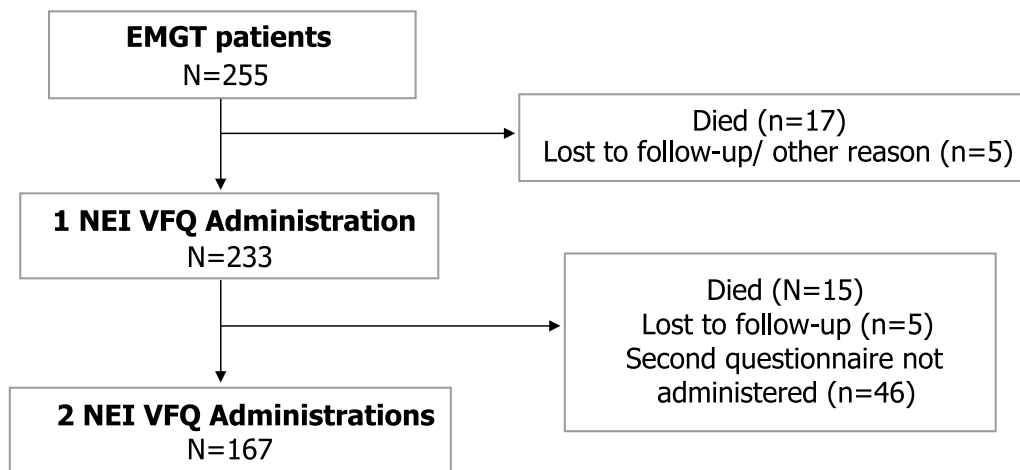 EMGT patients
N=255
Died (n=17)
Lost to follow-up/ other reason (n=5)
1 NEI VFQ Administration
N=233
Died (N=15)
Lost to follow-up (n=5)
Second questionnaire not
administered (n=46)
2 NEI VFQ Administrations
N=167